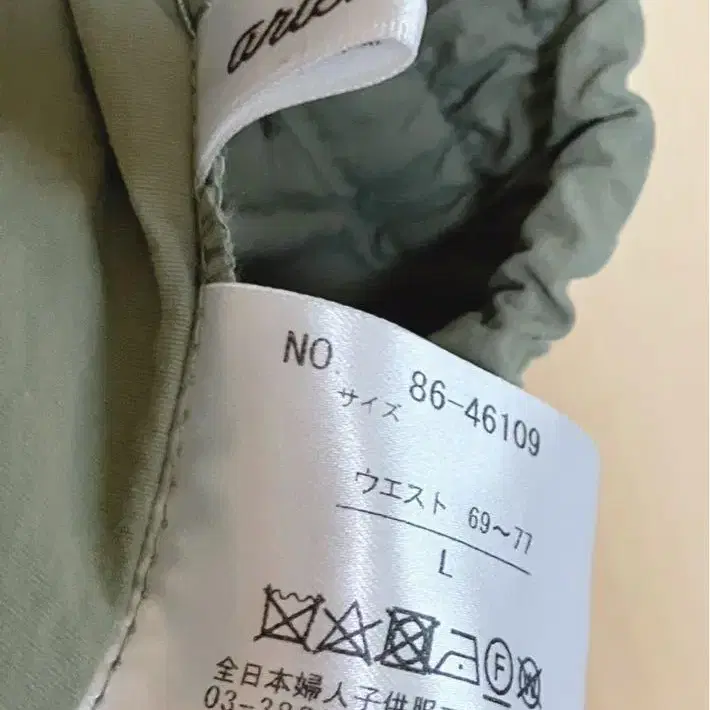 NO. 86-46109
サイズ
ウエスト 69～77
L
F
全日本婦人子供服